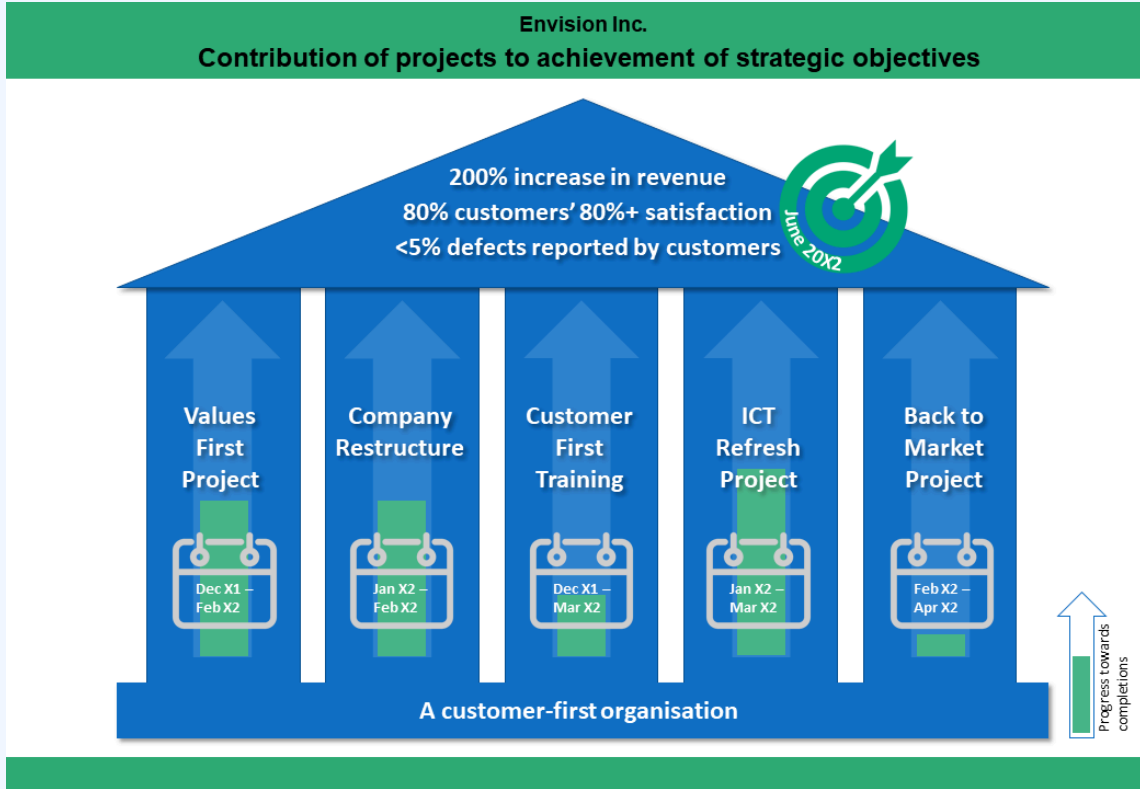 Envision Inc.
Contribution of projects to achievement of strategic objectives
200% increase in revenue
80% customers’ 80%+ satisfaction
<5% defects reported by customers
June 20X2
Values
First
Project
Dec X1 –
Feb X2
Company
Restructure
Jan X2 –
Feb X2
Customer
First
Training
Dec X1 –
Mar X2
ICT
Refresh
Project
Jan X2 –
Mar X2
Back to
Market
Project
Feb X2 –
Apr X2
Progress towards
completions
A customer-first organisation